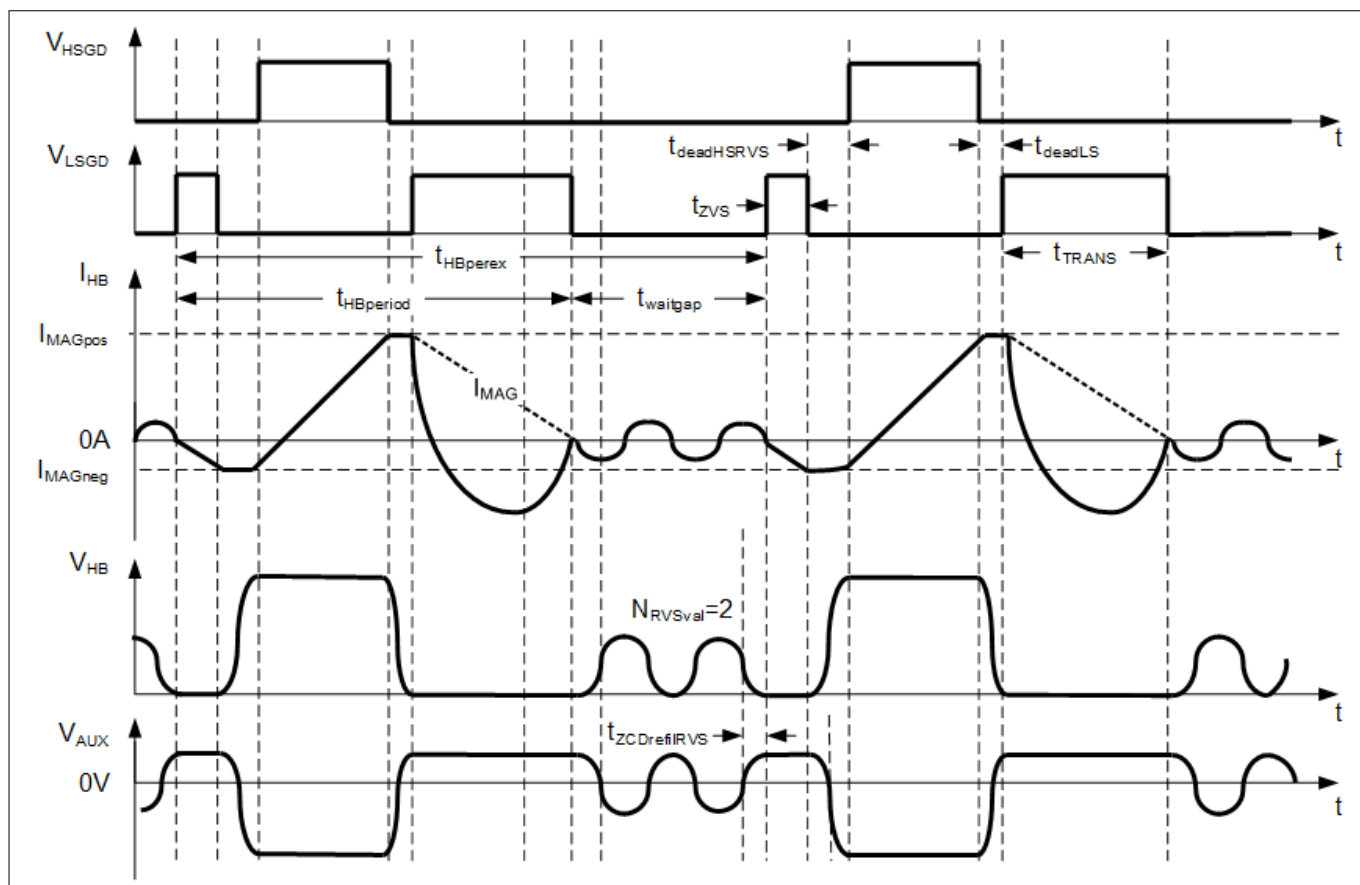 VHSGD
t
VLSGD
tdeadHSRVS
tdeadLS
tZVS
t
tHBperex
tTRANS
IHB
tHBperiod
twaitgap
IMAGpos
IMAG
0A
t
IMAGneg
VHB
NRVSval=2
t
VAUX
tZCDrefilRVS
0V
t